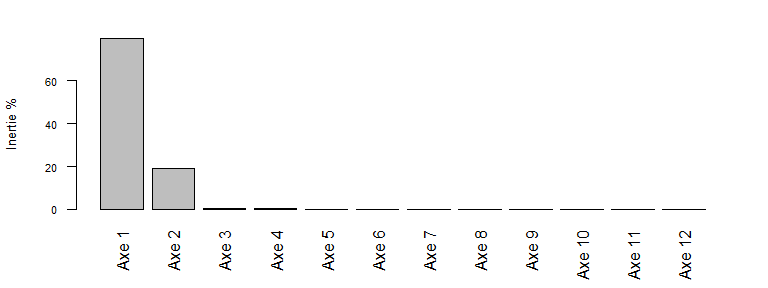 Inertie %
60
40
20
0
Axe 1
Axe 2
Axe 3
Axe 4
Axe 5
Axe 6
Axe 7
Axe 8
Axe 9
Axe 10
Axe 11
Axe 12